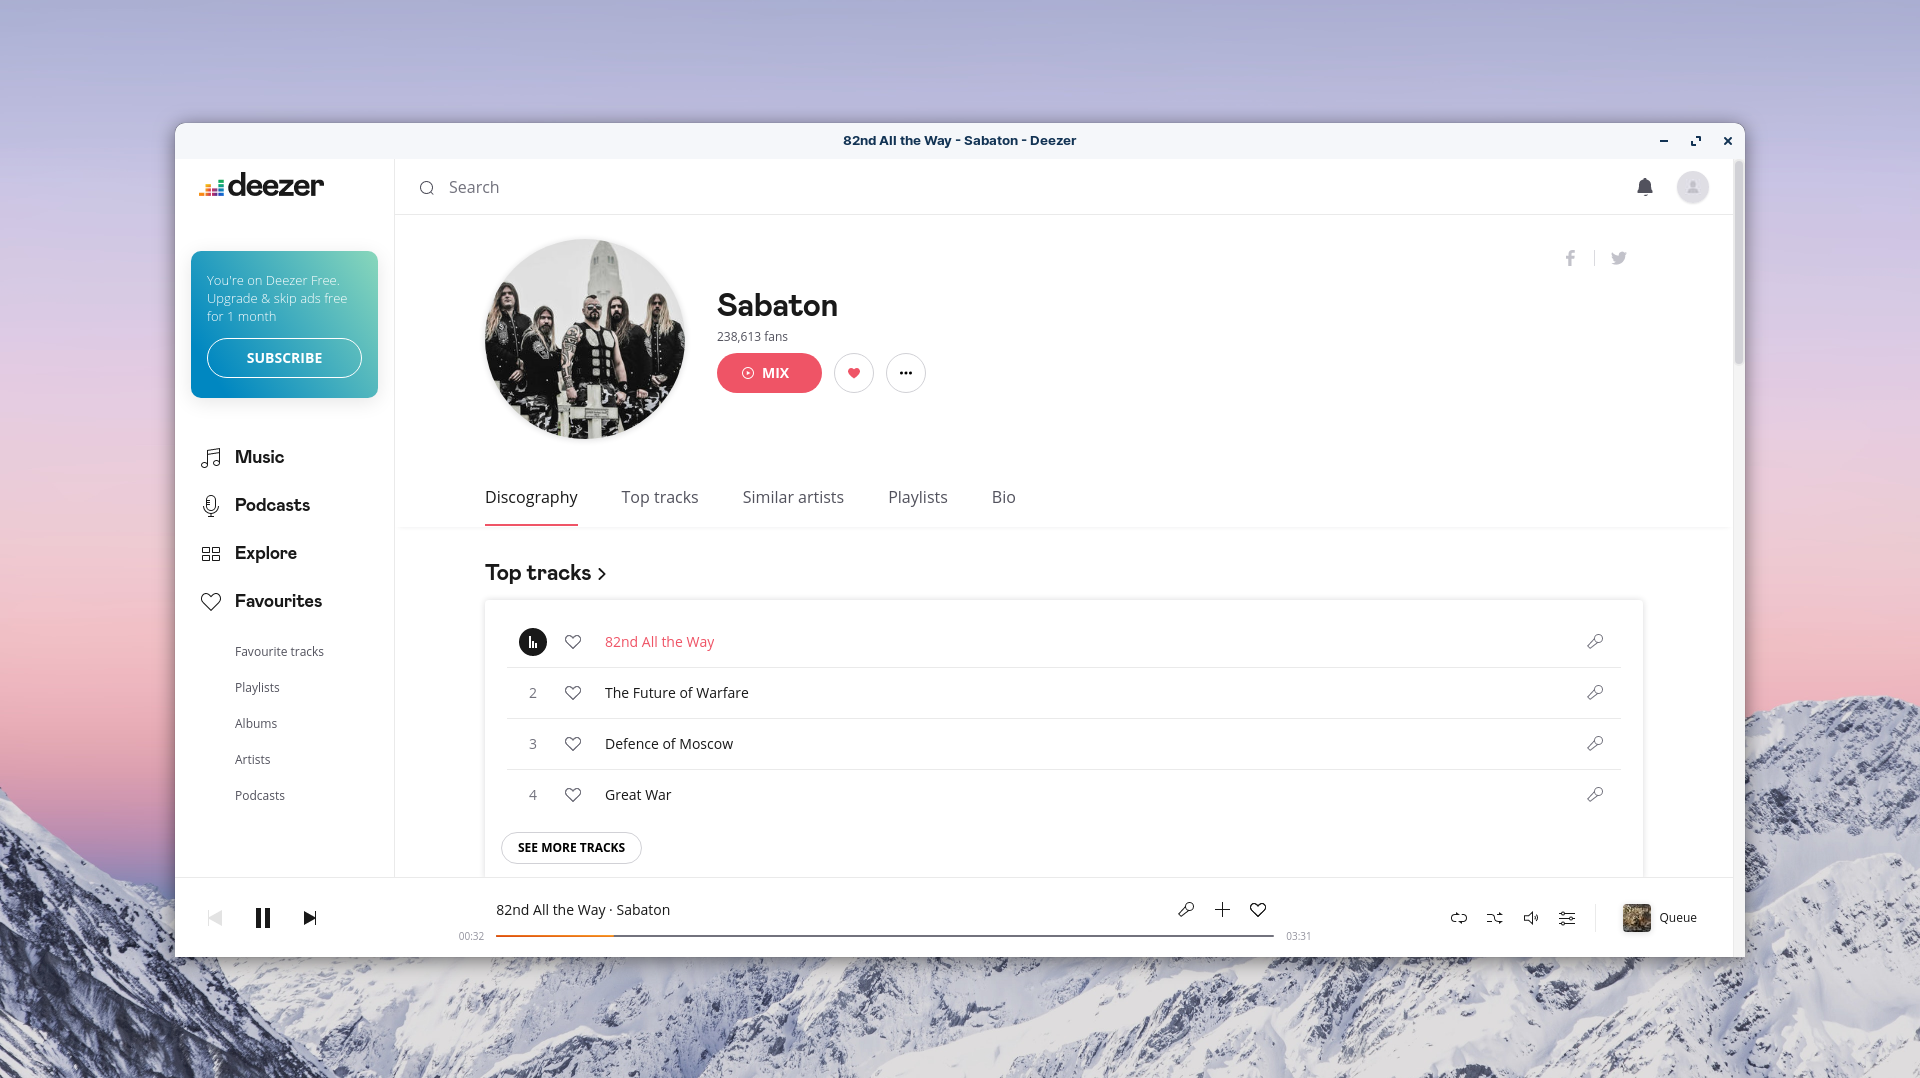 82nd All the Way - Sabaton - Deezer
deezer
Search
You're on Deezer Free.
Upgrade & skip ads free
for 1 month
SUBSCRIBE
Music
Podcasts
Explore
Favourites
Favourite tracks
Playlists
Albums
Artists
Podcasts
Sabaton
238,613 fans
MIX
Discography
Top tracks
Similar artists
Playlists
Bio
Top tracks
82nd All the Way
2
The Future of Warfare
3
Defence of Moscow
4
Great War
SEE MORE TRACKS
82nd All the Way · Sabaton
00:32
03:31
Queue